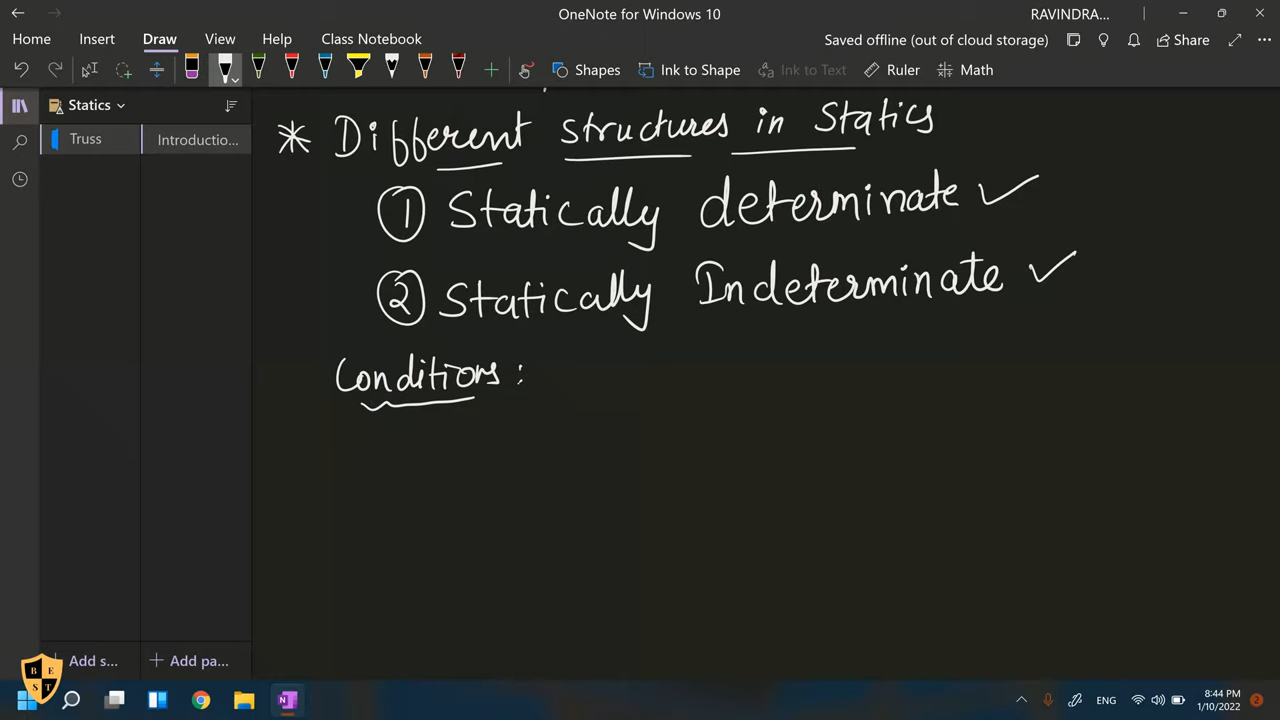 OneNote for Windows 10
RAVINDRA...
Home Insert Draw View Help Class Notebook
Saved offline (out of cloud storage)
Share
Shapes
Ink to Shape
Ink to Text
Ruler
Math
Statics
Truss
Introductio...
* Different structures in Statics
① Statically determinate ✓
② Statically Indeterminate ✓
Conditions :
+ Add s...
+ Add pa...
BEST
ENG
8:44 PM
1/10/2022
2